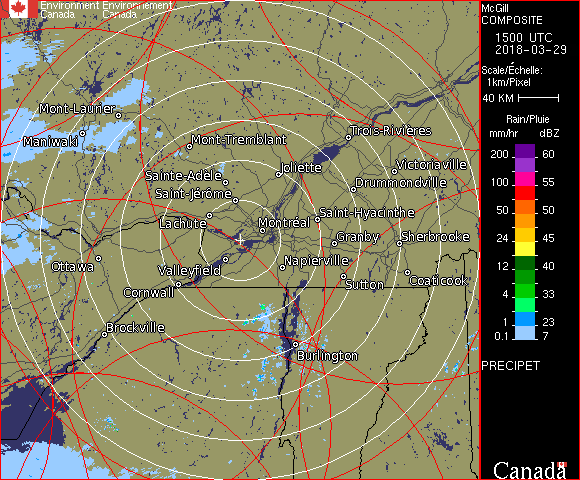 Environment Environnement
Canada Canada
McGill
COMPOSITE
1500 UTC
2018-03-29
Scale/Échelle:
1km/Pixel
40 KM
Rain/Pluie
mm/hr dBZ
200 60
150 57
100 55
50 50
24 45
12 40
4 33
1 23
0.1 7
PRECIPET
Canada
Mont-Laurier
Maniwaki
Mont-Tremblant
Trois-Rivières
Joliette
Victoriaville
Sainte-Adèle
Drummondville
Saint-Jérôme
Saint-Hyacinthe
Lachute
Montréal
Granby
Sherbrooke
Ottawa
Valleyfield
Napierville
Coaticook
Cornwall
Sutton
Brockville
Burlington